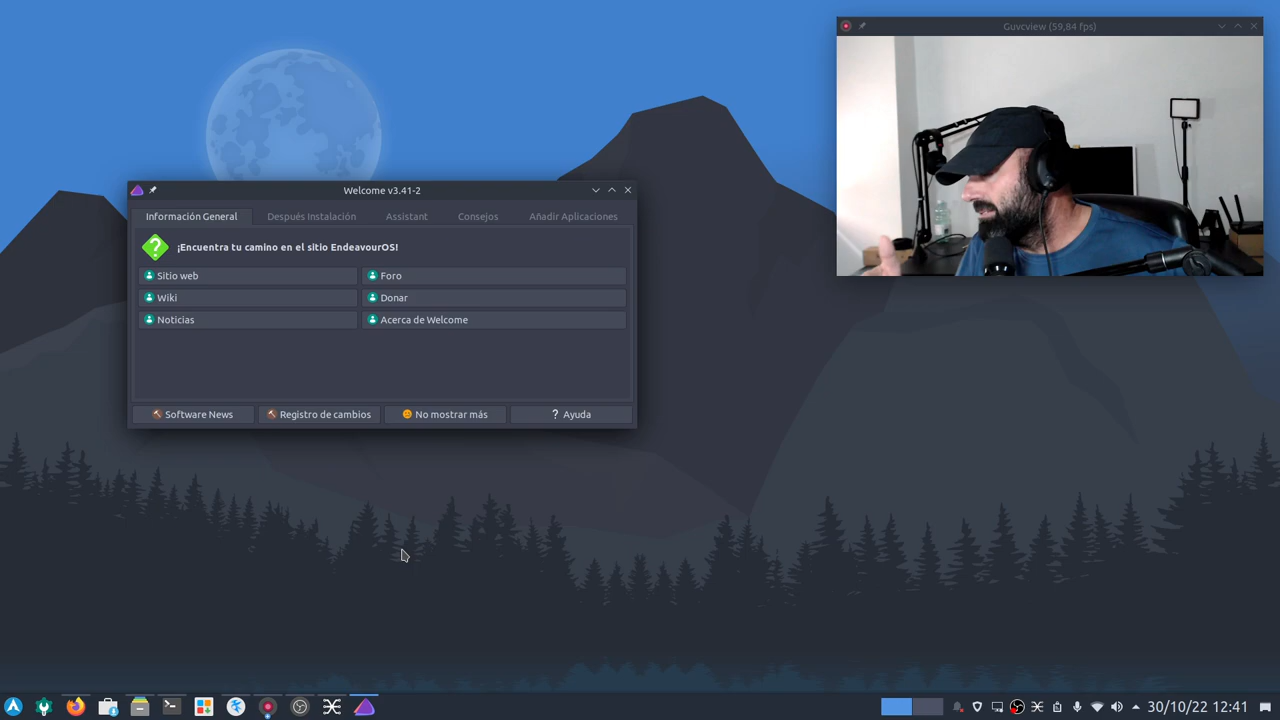 Guvcview (59,84 fps)
Welcome v3.41-2
Información General
Después Instalación
Assistant
Consejos
Añadir Aplicaciones
¡Encuentra tu camino en el sitio EndeavourOS!
Sitio web
Foro
Wiki
Donar
Noticias
Acerca de Welcome
Software News
Registro de cambios
No mostrar más
? Ayuda
30/10/22 12:41